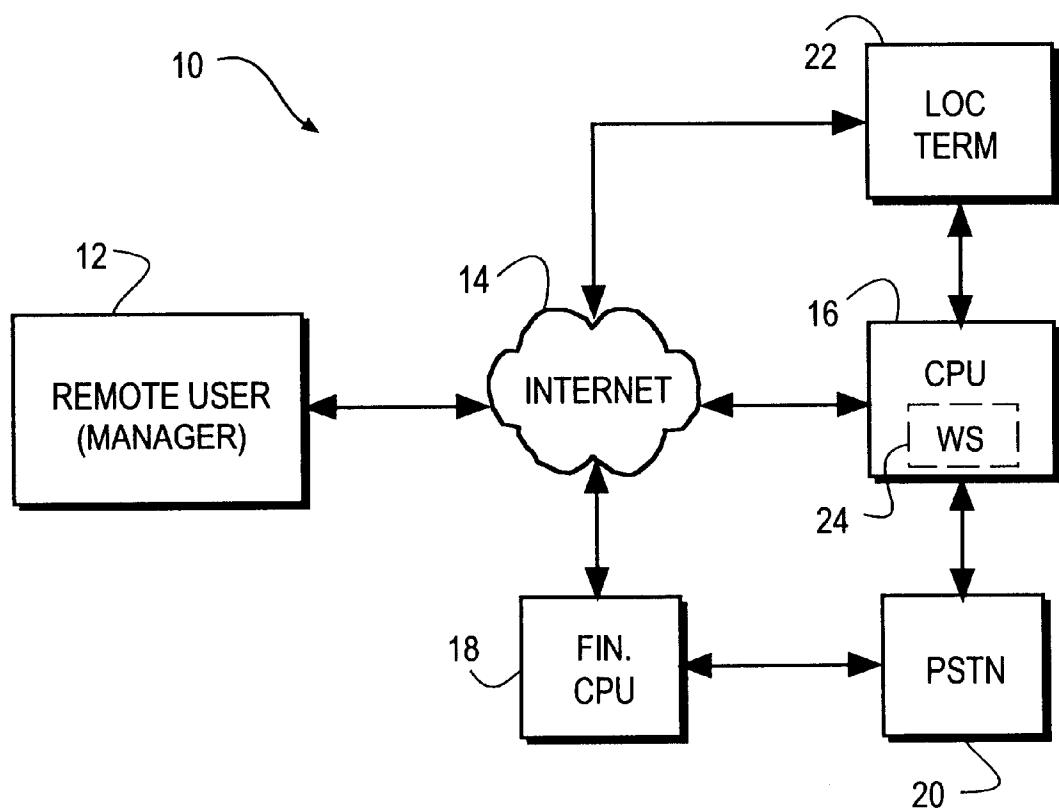 22
10
LOC
TERM
12
14
16
REMOTE USER
(MANAGER)
INTERNET
CPU
WS
24
18
FIN.
CPU
PSTN
20